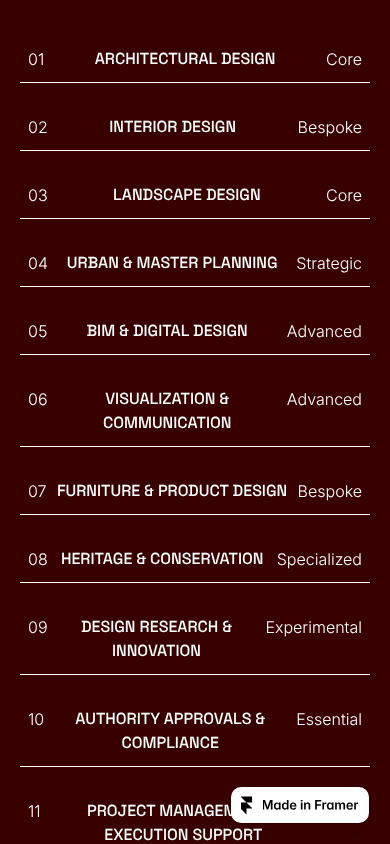 01 ARCHITECTURAL DESIGN Core
02 INTERIOR DESIGN Bespoke
03 LANDSCAPE DESIGN Core
04 URBAN & MASTER PLANNING Strategic
05 BIM & DIGITAL DESIGN Advanced
06 VISUALIZATION & Advanced
COMMUNICATION
07 FURNITURE & PRODUCT DESIGN Bespoke
08 HERITAGE & CONSERVATION Specialized
09 DESIGN RESEARCH & Experimental
INNOVATION
10 AUTHORITY APPROVALS & Essential
COMPLIANCE
11 PROJECT
Made in Framer
EXECUTION SUPPORT